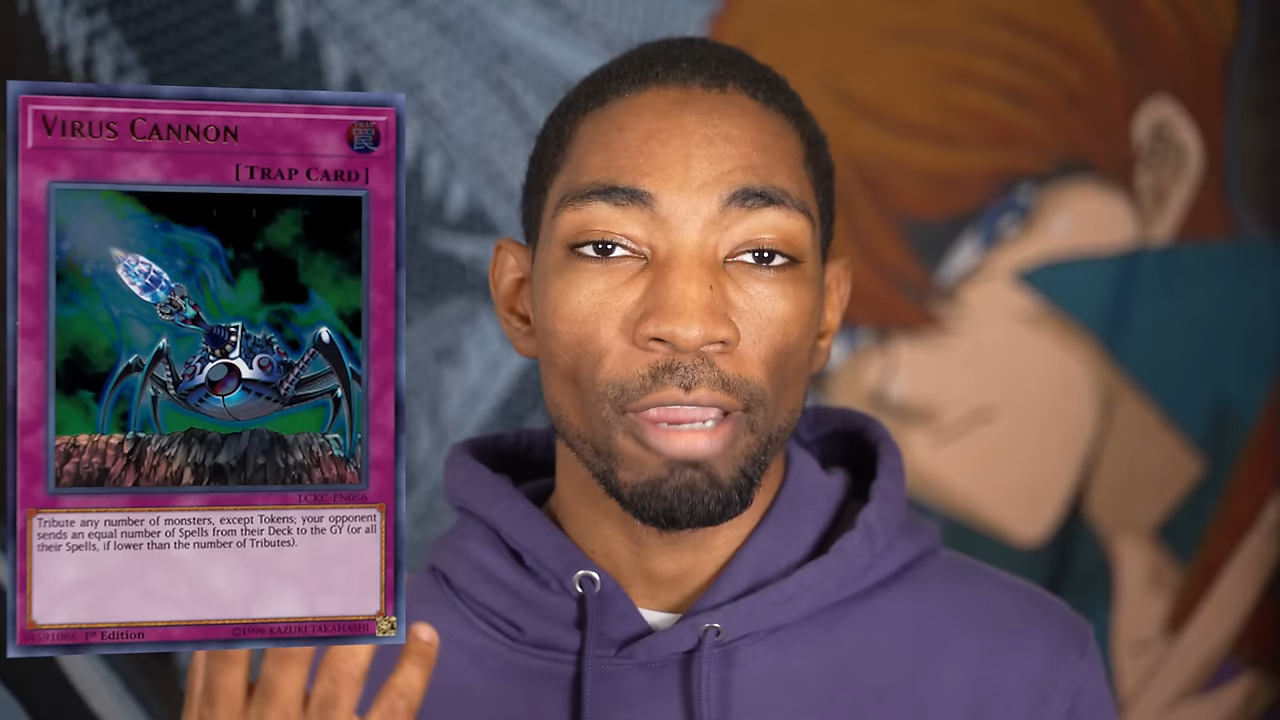 VIRUS CANNON
[TRAP CARD]
LCKC-EN056
Tribute any number of monsters, except Tokens; your opponent
sends an equal number of Spells from their Deck to the GY (or all
their Spells, if lower than the number of Tributes).
1st Edition
©1996 KAZUKI TAKAHASHI